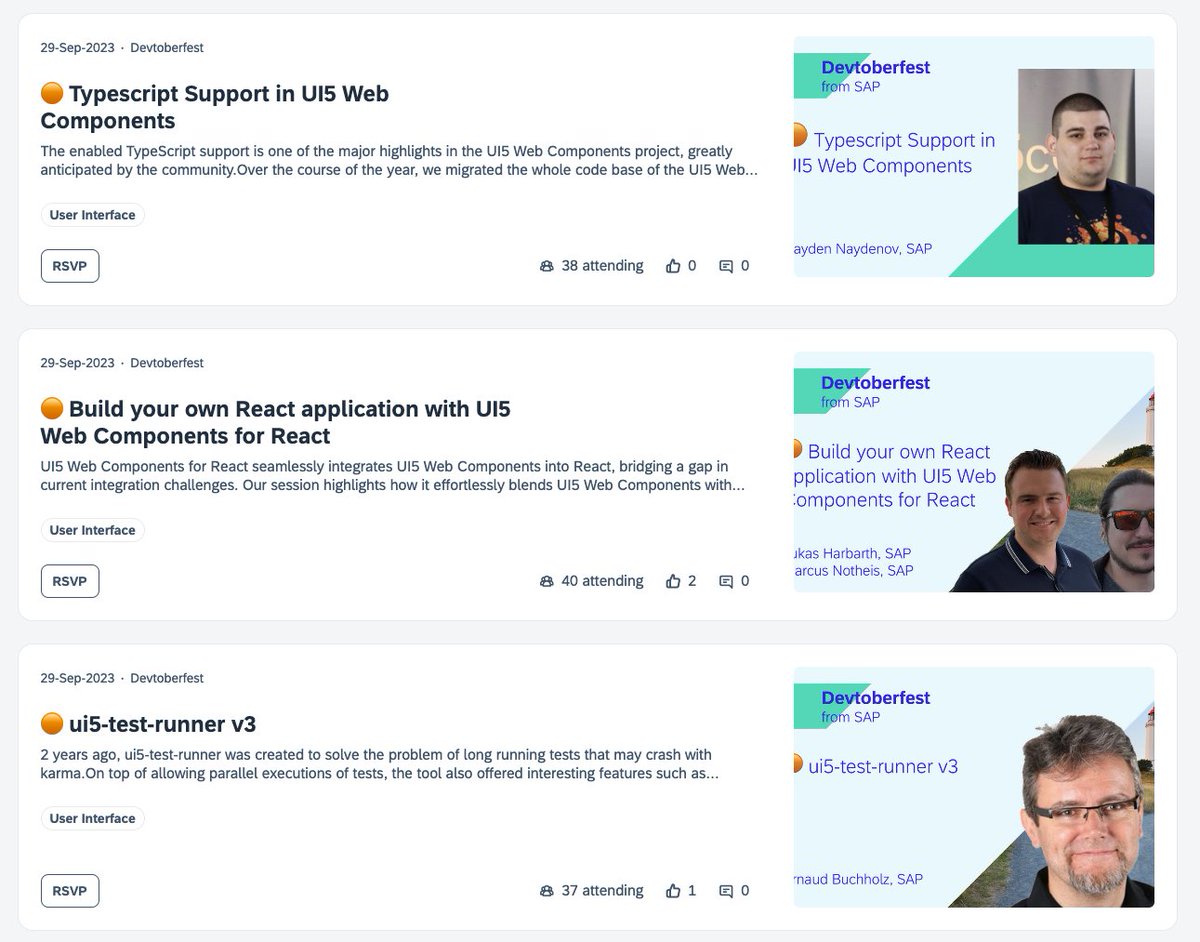 29-Sep-2023 · Devtoberfest
Typescript Support in UI5 Web
Components
The enabled TypeScript support is one of the major highlights in the UI5 Web Components project, greatly
anticipated by the community.Over the course of the year, we migrated the whole code base of the UI5 Web...
User Interface
RSVP
38 attending 0 0
Devtoberfest
from SAP
Typescript Support in
UI5 Web Components
ayden Naydenov, SAP
29-Sep-2023 · Devtoberfest
Build your own React application with UI5
Web Components for React
UI5 Web Components for React seamlessly integrates UI5 Web Components into React, bridging a gap in
current integration challenges. Our session highlights how it effortlessly blends UI5 Web Components with...
User Interface
RSVP
40 attending 2 0
Devtoberfest
from SAP
Build your own React
pplication with UI5 Web
Components for React
ukas Harbarth, SAP
arcus Notheis, SAP
29-Sep-2023 · Devtoberfest
ui5-test-runner v3
2 years ago, ui5-test-runner was created to solve the problem of long running tests that may crash with
karma.On top of allowing parallel executions of tests, the tool also offered interesting features such as...
User Interface
RSVP
37 attending 1 0
Devtoberfest
from SAP
ui5-test-runner v3
rnaud Buchholz, SAP